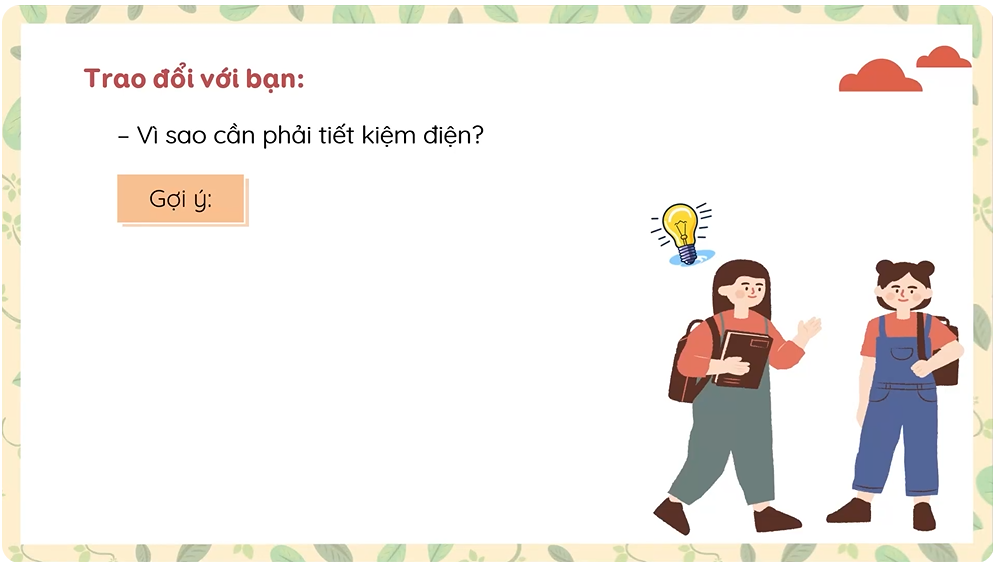 Trao đổi với bạn:
– Vì sao cần phải tiết kiệm điện?
Gợi ý: